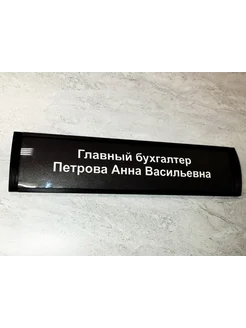 Главный бухгалтер
Петрова Анна Васильевна